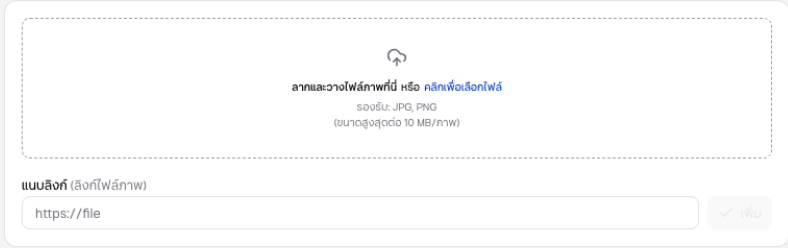 ลากและวางไฟล์ภาพที่นี่ หรือ คลิกเพื่อเลือกไฟล์
รองรับ: JPG, PNG
(ขนาดสูงสุดต่อ 10 MB/ภาพ)
แนบลิงก์ (ลิงก์ไฟล์ภาพ)
https://file
เพิ่ม